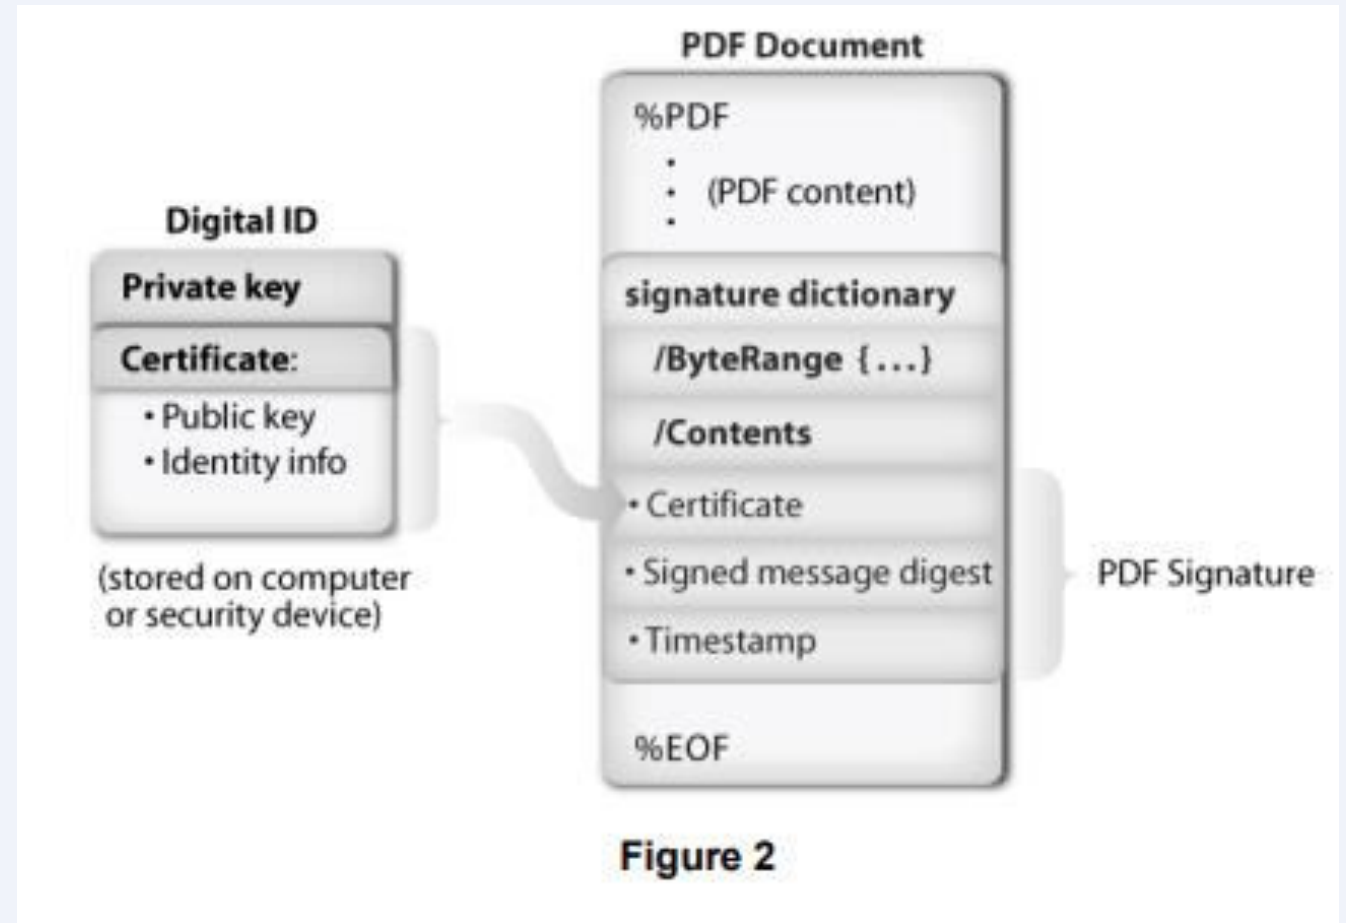 PDF Document
%PDF
(PDF content)
Digital ID
Private key
Certificate:
• Public key
• Identity info
(stored on computer
or security device)
signature dictionary
/ByteRange {...}
/Contents
• Certificate
• Signed message digest
• Timestamp
%EOF
PDF Signature
Figure 2